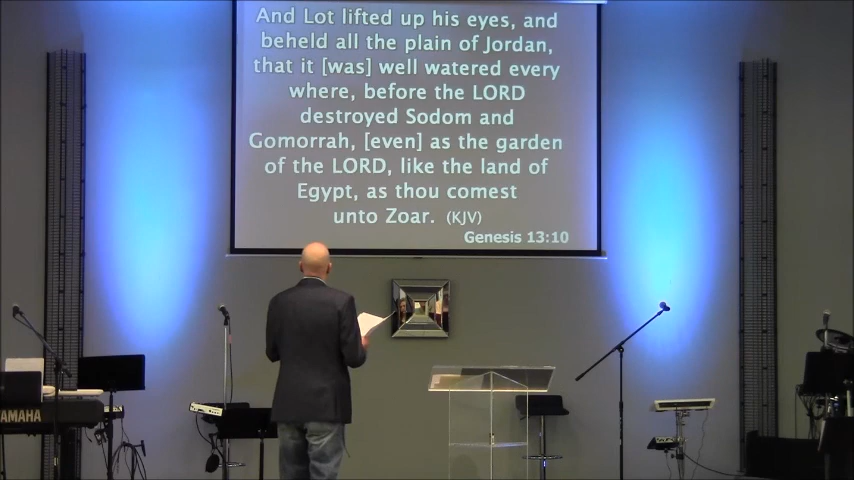 And Lot lifted up his eyes, and
beheld all the plain of Jordan,
that it [was] well watered every
where, before the LORD
destroyed Sodom and
Gomorrah, [even] as the garden
of the LORD, like the land of
Egypt, as thou comest
unto Zoar. (KJV)
Genesis 13:10
YAMAHA